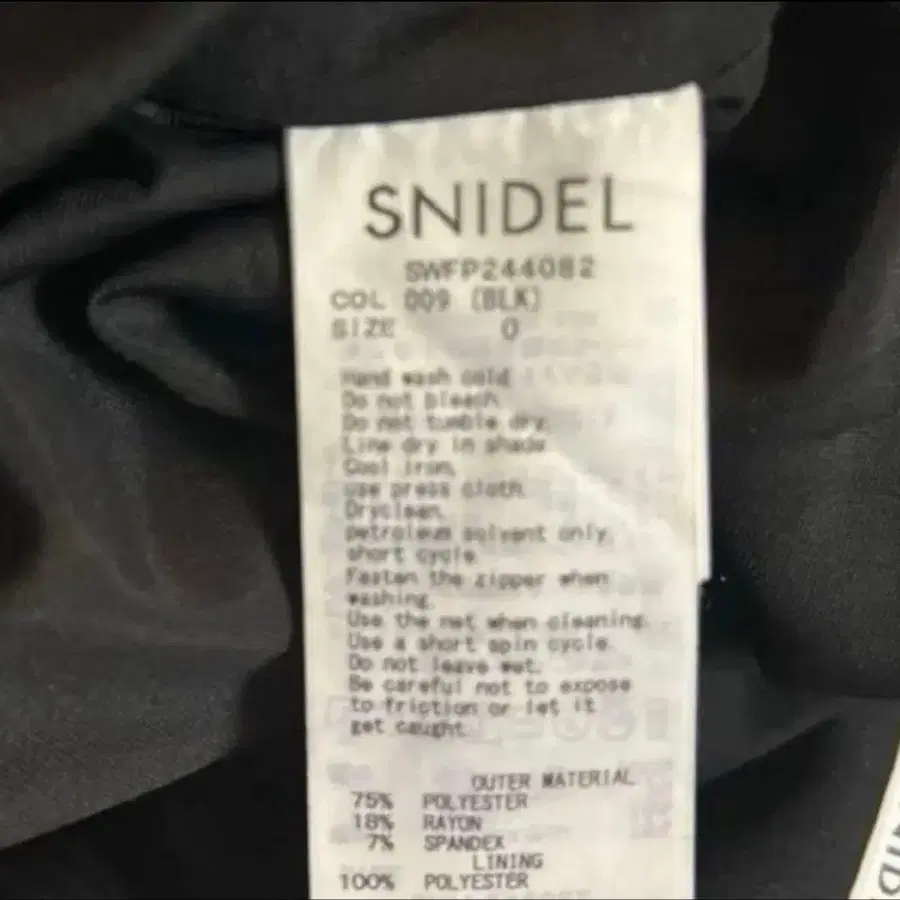 SNIDEL
SWFP244082
COL 009 (BLK)
SIZE 0
Hand wash cold
Do not bleach
Do not tumble dry.
Line dry in shade
Cool iron,
use press cloth.
Dryclean,
petroleum solvent only,
short cycle.
Fasten the zipper when
washing.
Use the net when cleaning.
Use a short spin cycle.
Do not leave wet.
Be careful not to expose
to friction or let it
get caught.
OUTER MATERIAL
75% POLYESTER
18% RAYON
7% SPANDEX
LINING
100% POLYESTER